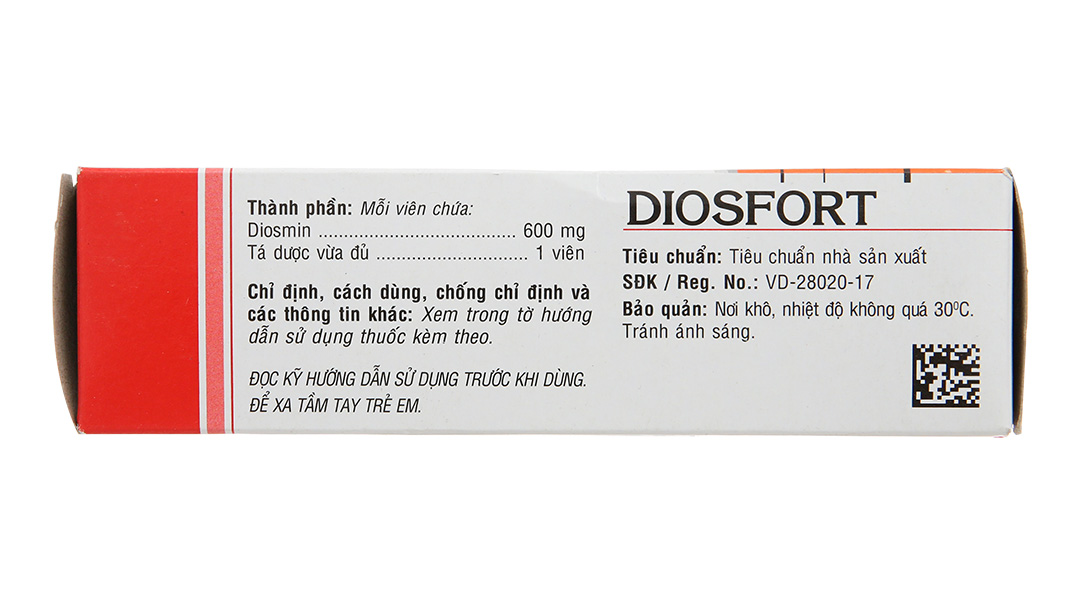 Thành phần: Mỗi viên chứa:
Diosmin ....................................... 600 mg
Tá dược vừa đủ .............................. 1 viên
Chỉ định, cách dùng, chống chỉ định và
các thông tin khác: Xem trong tờ hướng
dẫn sử dụng thuốc kèm theo.
ĐỌC KỸ HƯỚNG DẪN SỬ DỤNG TRƯỚC KHI DÙNG.
ĐỂ XA TẦM TAY TRẺ EM.
DIOSFORT
Tiêu chuẩn: Tiêu chuẩn nhà sản xuất
SĐK / Reg. No.: VD-28020-17
Bảo quản: Nơi khô, nhiệt độ không quá 30⁰C.
Tránh ánh sáng.